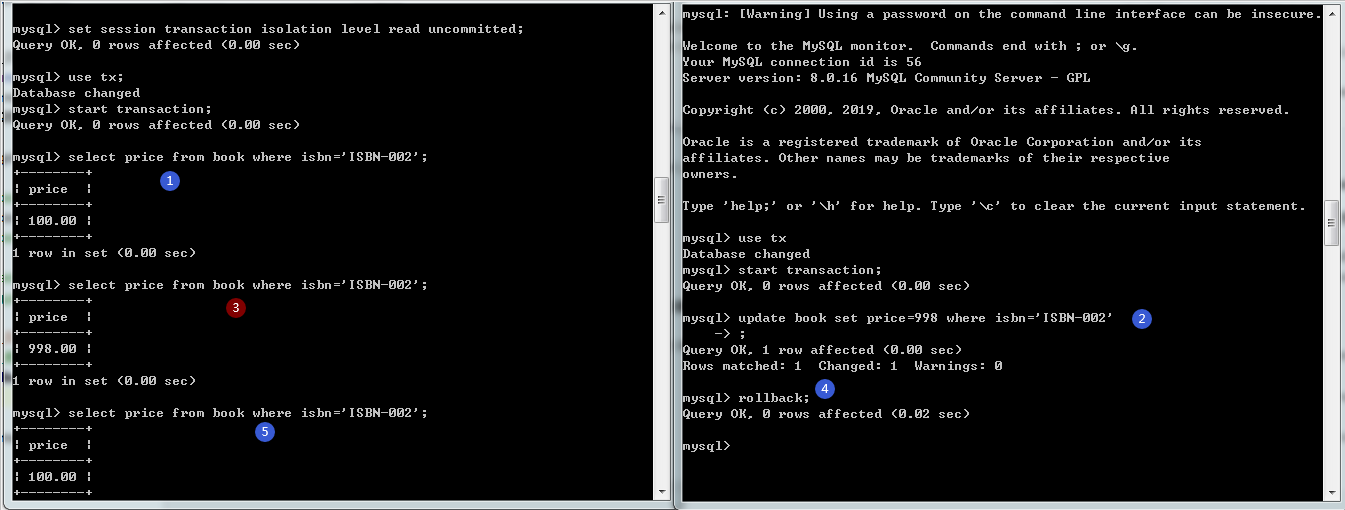 mysql> set session transaction isolation level read uncommitted;
Query OK, 0 rows affected (0.00 sec)
mysql> use tx;
Database changed
mysql> start transaction;
Query OK, 0 rows affected (0.00 sec)
mysql> select price from book where isbn='ISBN-002';
1
+--------+
| price  |
+--------+
| 100.00 |
+--------+
1 row in set (0.00 sec)
mysql> select price from book where isbn='ISBN-002';
3
+--------+
| price  |
+--------+
| 998.00 |
+--------+
1 row in set (0.00 sec)
mysql> select price from book where isbn='ISBN-002';
5
+--------+
| price  |
+--------+
| 100.00 |
+--------+
mysql: [Warning] Using a password on the command line interface can be insecure.
Welcome to the MySQL monitor.  Commands end with ; or \g.
Your MySQL connection id is 56
Server version: 8.0.16 MySQL Community Server - GPL
Copyright (c) 2000, 2019, Oracle and/or its affiliates. All rights reserved.
Oracle is a registered trademark of Oracle Corporation and/or its
affiliates. Other names may be trademarks of their respective
owners.
Type 'help;' or '\h' for help. Type '\c' to clear the current input statement.
mysql> use tx
Database changed
mysql> start transaction;
Query OK, 0 rows affected (0.00 sec)
mysql> update book set price=998 where isbn='ISBN-002'
2
    -> ;
Query OK, 1 row affected (0.00 sec)
Rows matched: 1  Changed: 1  Warnings: 0
4
mysql> rollback;
Query OK, 0 rows affected (0.02 sec)
mysql>